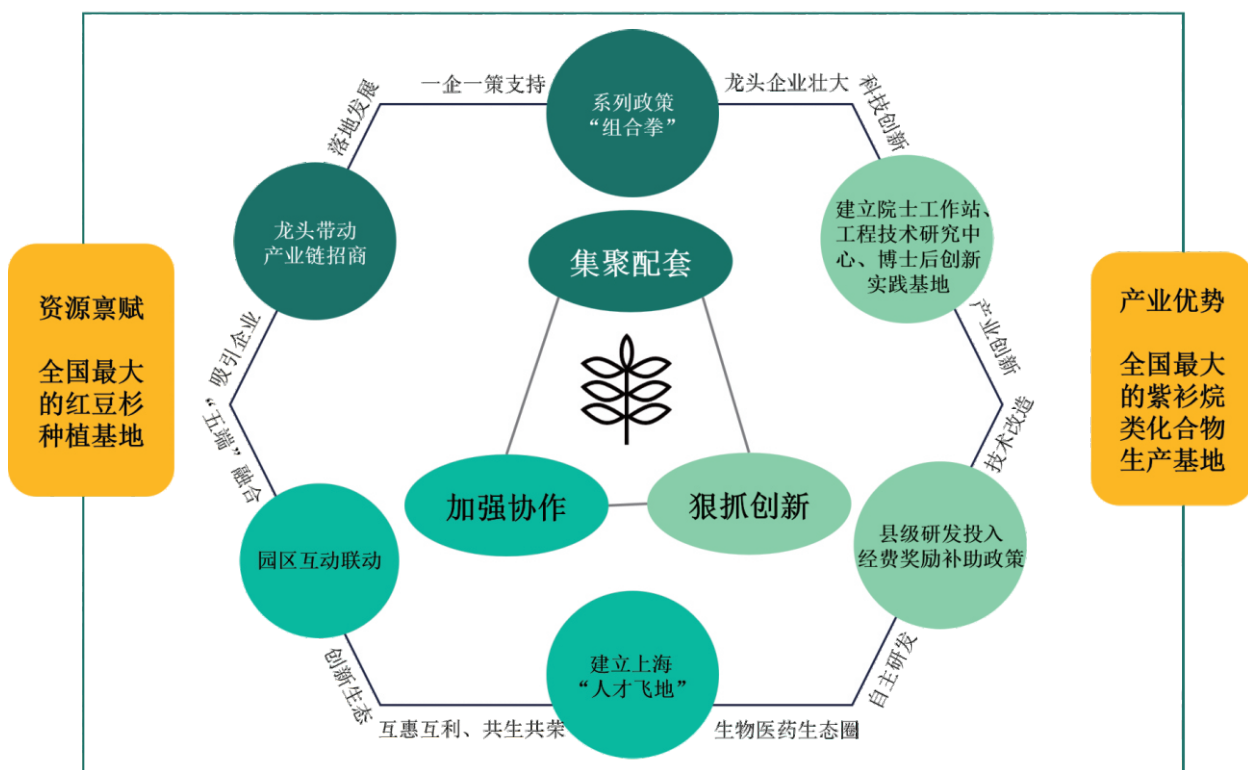 一企一策支持
系列政策
“组合拳”
龙头企业壮大
落地发展
科技创新
龙头带动
产业链招商
建立院士工作站、
工程技术研究中
心、博士后创新
实践基地
集聚配套
资源禀赋
全国最大
的红豆杉
种植基地
产业优势
全国最大
的紫衫烷
类化合物
生产基地
吸引企业
产业创新
“五端”融合
技术改造
加强协作
狠抓创新
园区互动联动
县级研发投入
经费奖励补助政策
创新生态
自主研发
建立上海
“人才飞地”
互惠互利、共生共荣
生物医药生态圈